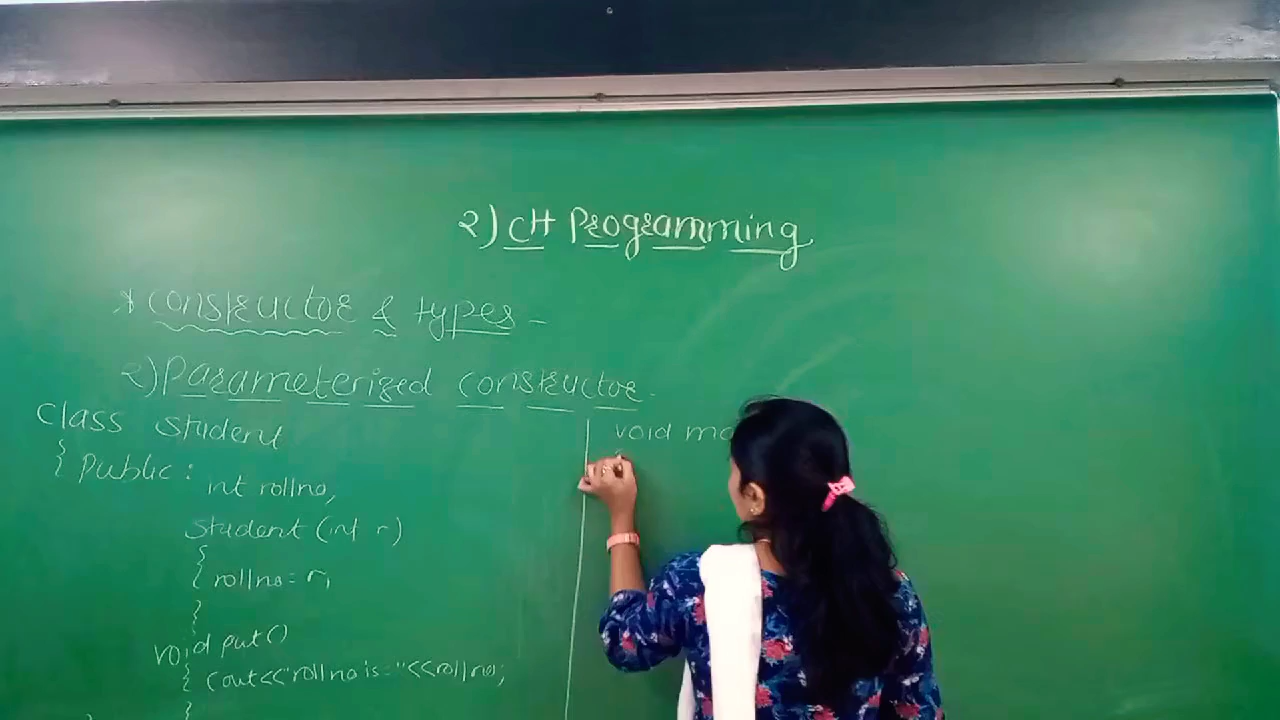 2) C++ Programming
* Constructor & types -
2) Parameterized constructor.
class student
{ public :
int rollno;
student (int r)
{
rollno = r;
}
void put()
{ cout<<"rollno is = "<<rollno;
}
}
void